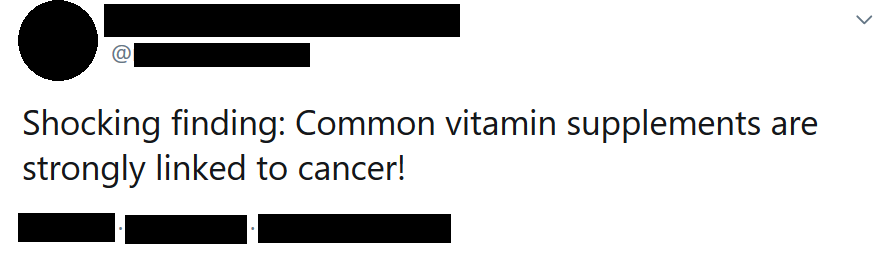 @
Shocking finding: Common vitamin supplements are
strongly linked to cancer!
· ·